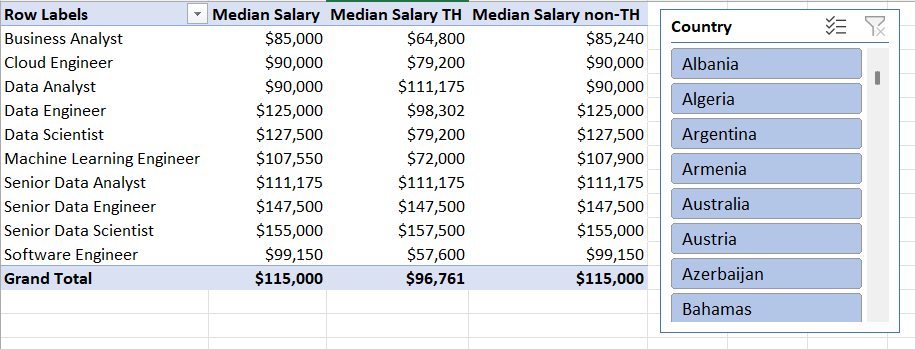 Row Labels Median Salary Median Salary TH Median Salary non-TH
Business Analyst $85,000 $64,800 $85,240
Cloud Engineer $90,000 $79,200 $90,000
Data Analyst $90,000 $111,175 $90,000
Data Engineer $125,000 $98,302 $125,000
Data Scientist $127,500 $79,200 $127,500
Machine Learning Engineer $107,550 $72,000 $107,900
Senior Data Analyst $111,175 $111,175 $111,175
Senior Data Engineer $147,500 $147,500 $147,500
Senior Data Scientist $155,000 $157,500 $155,000
Software Engineer $99,150 $57,600 $99,150
Grand Total $115,000 $96,761 $115,000
Country
Albania
Algeria
Argentina
Armenia
Australia
Austria
Azerbaijan
Bahamas